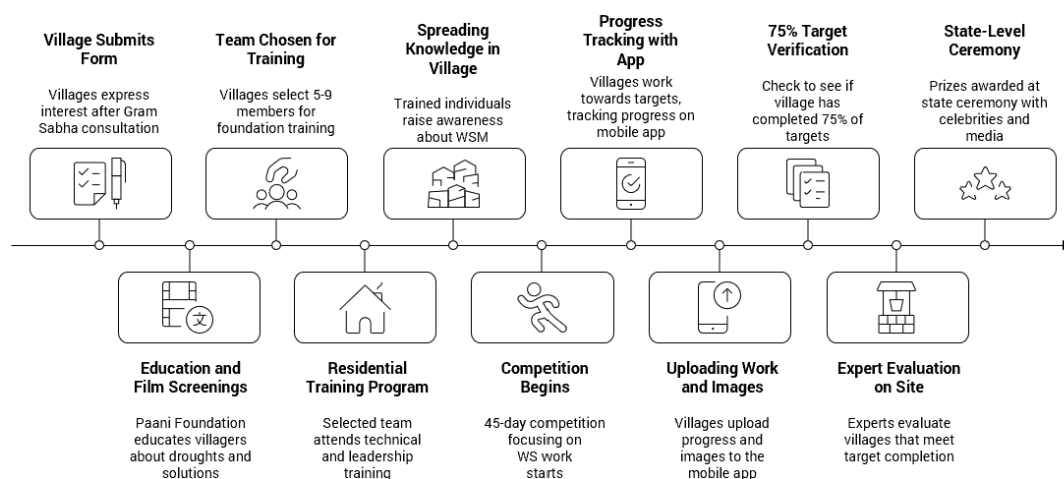 Village Submits
Form
Villages express
interest after Gram
Sabha consultation
Education and
Film Screenings
Paani Foundation
educates villagers
about droughts and
solutions
Team Chosen for
Training
Villages select 5-9
members for
foundation training
Residential
Training Program
Selected team
attends technical
and leadership
training
Spreading
Knowledge in
Village
Trained individuals
raise awareness
about WSM
Competition
Begins
45-day competition
focusing on
WS work
starts
Progress
Tracking with
App
Villages work
towards targets,
tracking progress on
mobile app
Uploading Work
and Images
Villages upload
progress and
images to the
mobile app
75% Target
Verification
Check to see if
village has
completed 75% of
targets
Expert Evaluation
on Site
Experts evaluate
villages that meet
target completion
State-Level
Ceremony
Prizes awarded at
state ceremony with
celebrities and
media
文